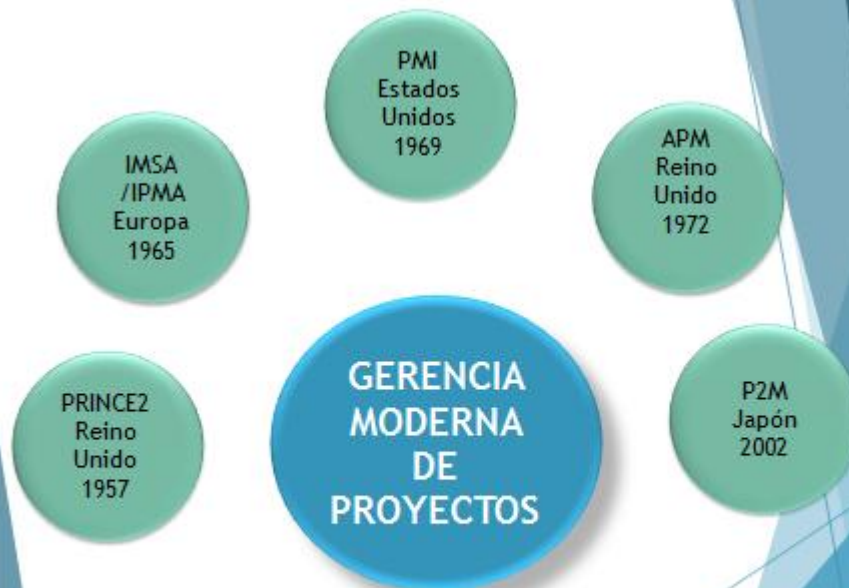 PMI
Estados
Unidos
1969
IMSA
/IPMA
Europa
1965
APM
Reino
Unido
1972
PRINCE2
Reino
Unido
1957
GERENCIA
MODERNA
DE
PROYECTOS
P2M
Japón
2002